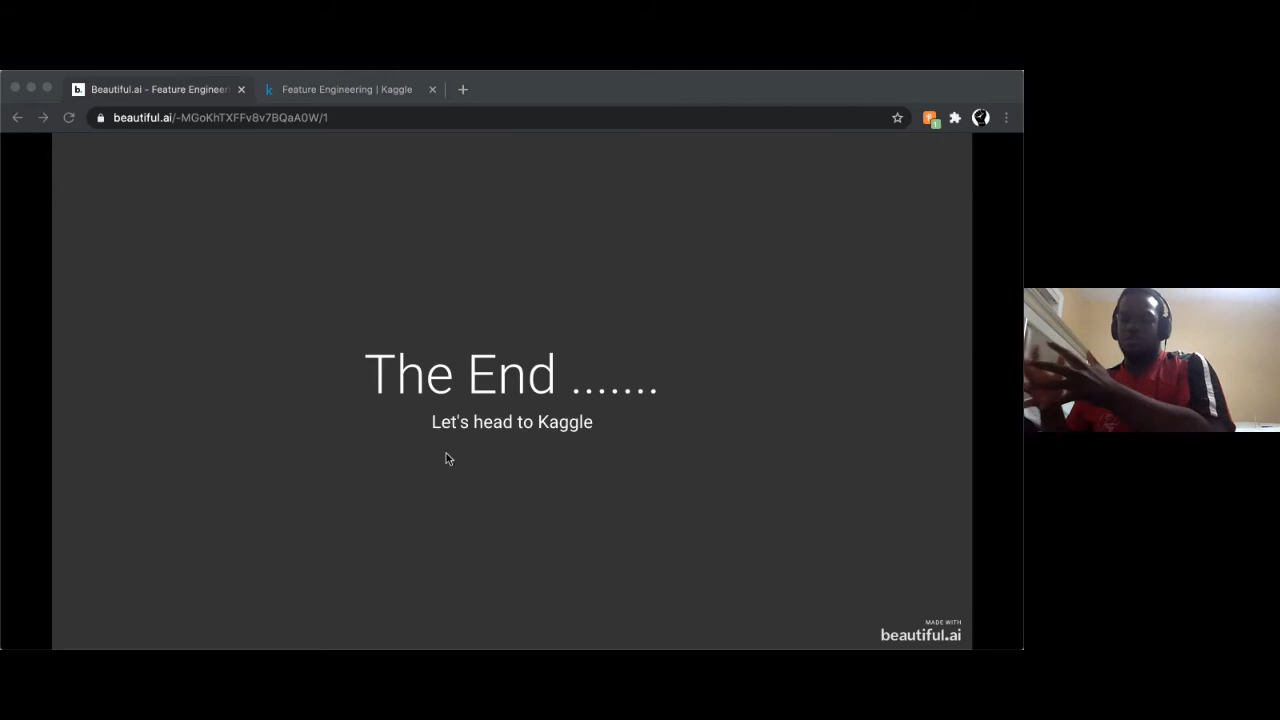 Beautiful.ai - Feature Engineer
Feature Engineering | Kaggle
beautiful.ai/-MGoKhTXFFv8v7BQaA0W/1
The End .......
Let's head to Kaggle
MADE WITH
beautiful.ai